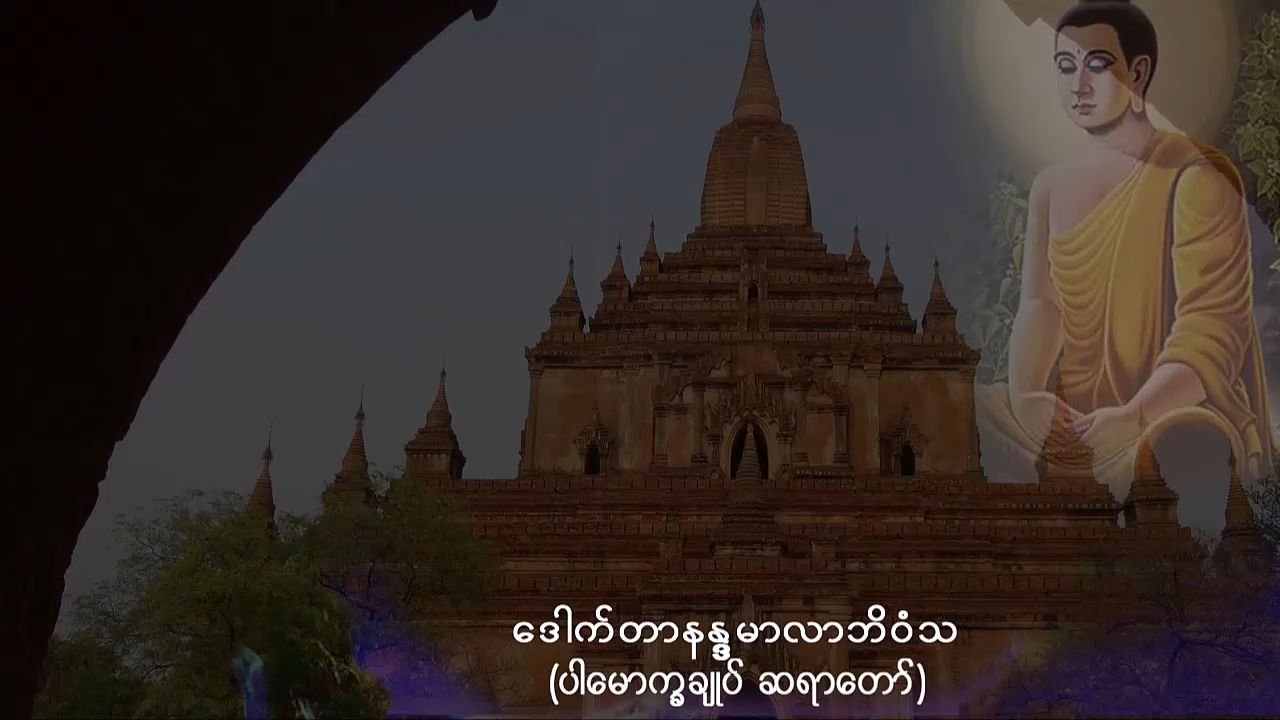 ဒေါက်တာနန္ဒမာလာဘိဝံသ
(ပါမောက္ခချုပ် ဆရာတော်)